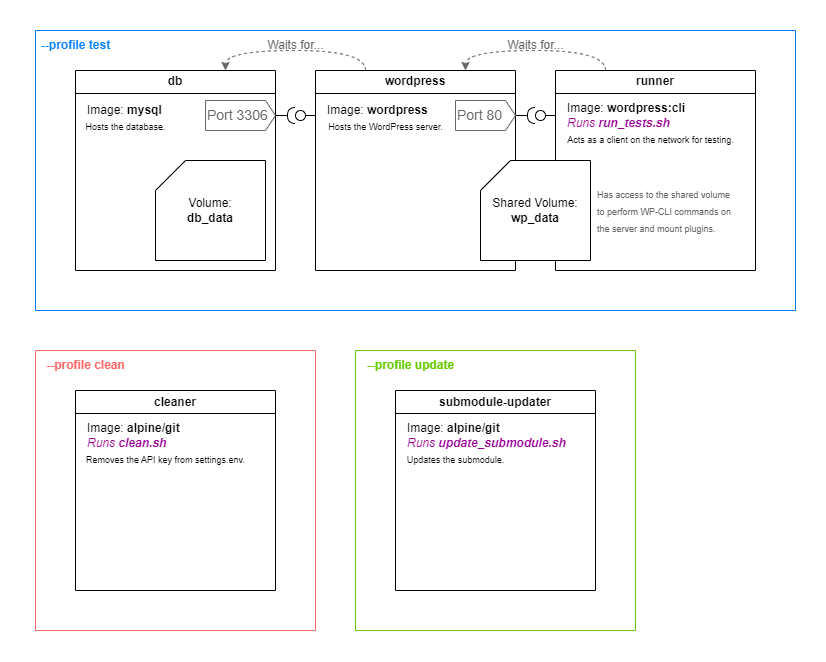 --profile test
Waits for...
Waits for...
db
Image: mysql
Hosts the database.
Port 3306
Volume:
db_data
wordpress
Image: wordpress
Hosts the WordPress server.
Port 80
Shared Volume:
wp_data
runner
Image: wordpress:cli
Runs run_tests.sh
Acts as a client on the network for testing.
Has access to the shared volume
to perform WP-CLI commands on
the server and mount plugins.
--profile clean
cleaner
Image: alpine/git
Runs clean.sh
Removes the API key from settings.env.
--profile update
submodule-updater
Image: alpine/git
Runs update_submodule.sh
Updates the submodule.